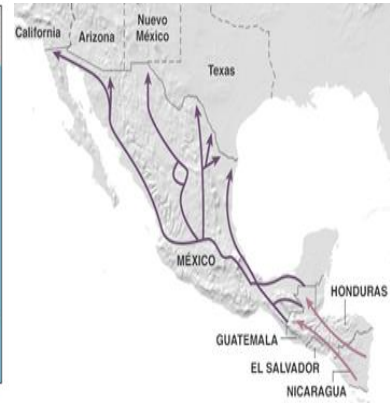 California
Arizona
Nuevo
México
Texas
MÉXICO
HONDURAS
GUATEMALA
EL SALVADOR
NICARAGUA